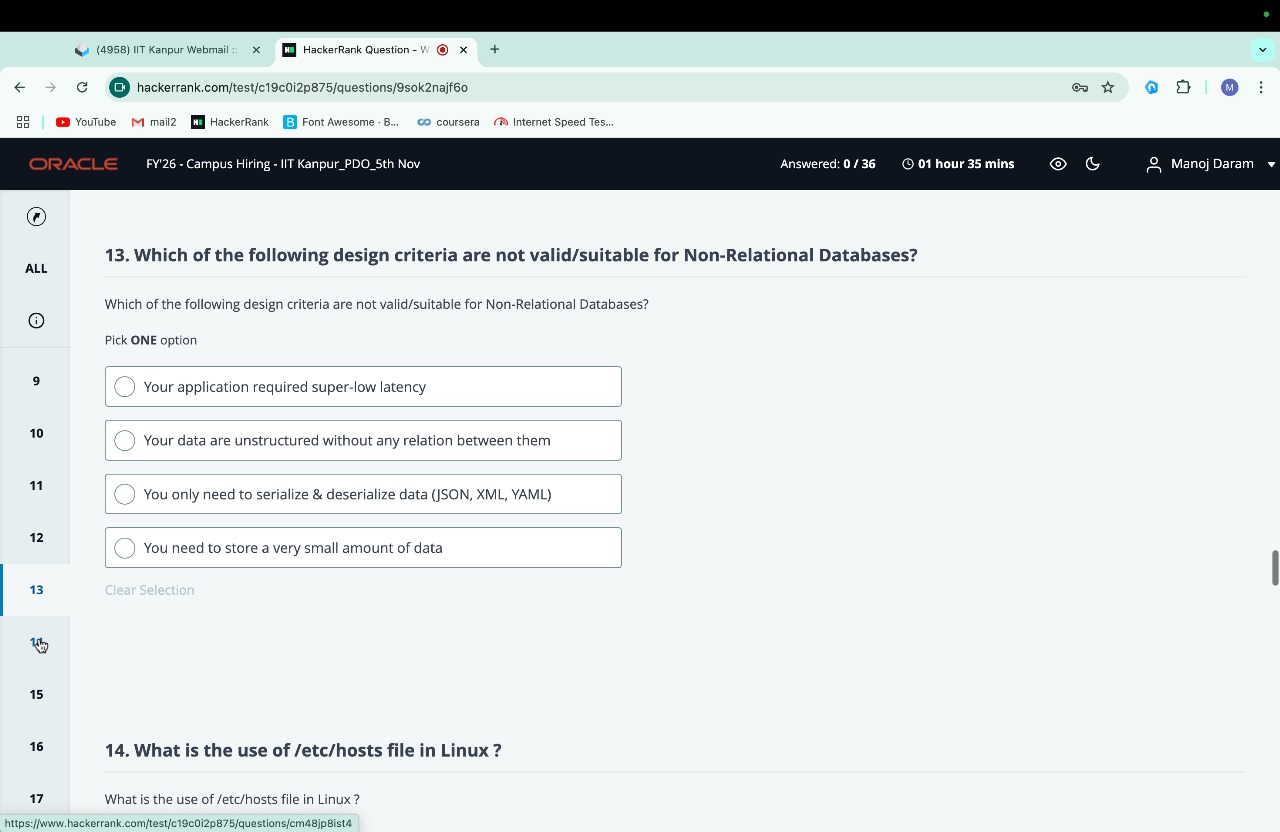 (4958) IIT Kanpur Webmail ::
HackerRank Question - W
hackerrank.com/test/c19c0i2p875/questions/9sok2najf6o
M
YouTube
mail2
HackerRank
Font Awesome · B...
coursera
Internet Speed Tes...
ORACLE
FY'26 - Campus Hiring - IIT Kanpur_PDO_5th Nov
Answered: 0 / 36
01 hour 35 mins
Manoj Daram
ALL
9
10
11
12
13
15
16
17
13. Which of the following design criteria are not valid/suitable for Non-Relational Databases?
Which of the following design criteria are not valid/suitable for Non-Relational Databases?
Pick ONE option
Your application required super-low latency
Your data are unstructured without any relation between them
You only need to serialize & deserialize data (JSON, XML, YAML)
You need to store a very small amount of data
Clear Selection
14. What is the use of /etc/hosts file in Linux ?
What is the use of /etc/hosts file in Linux ?
https://www.hackerrank.com/test/c19c0i2p875/questions/cm48jp8ist4